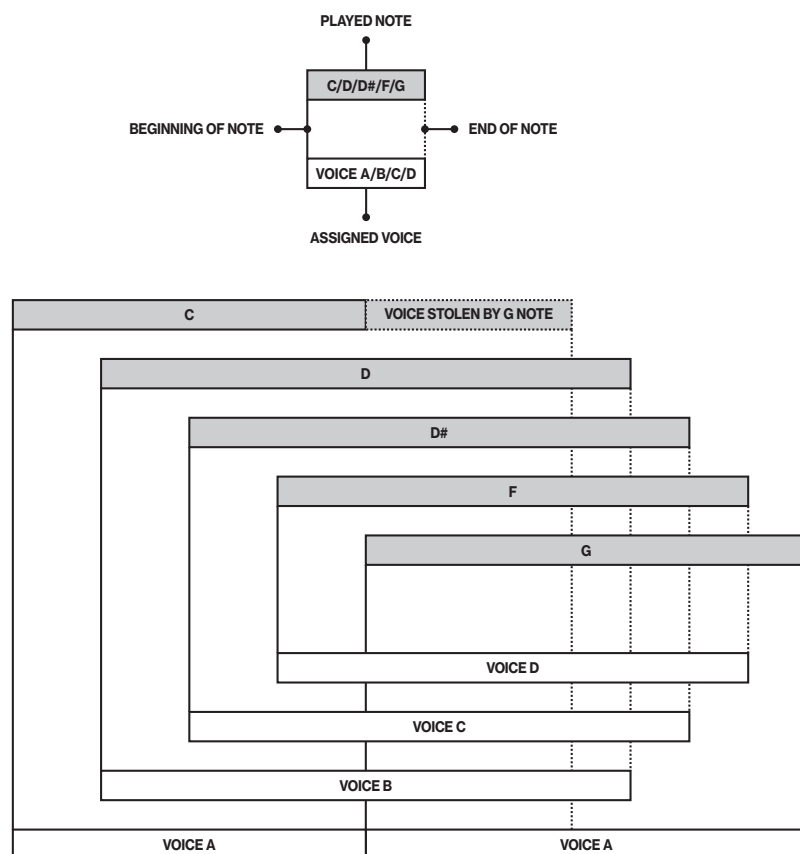 PLAYED NOTE
C/D/D#/F/G
BEGINNING OF NOTE
END OF NOTE
VOICE A/B/C/D
ASSIGNED VOICE
C
VOICE STOLEN BY G NOTE
D
D#
F
G
VOICE D
VOICE C
VOICE B
VOICE A
VOICE A